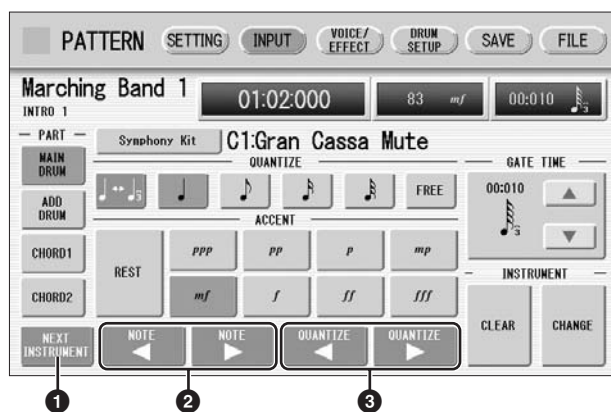 PATTERN SETTING INPUT VOICE/ EFFECT DRUM SETUP SAVE FILE
Marching Band 1
INTRO 1
01:02:000 83 mf 00:010
PART
Symphony Kit C1:Gran Cassa Mute
MAIN DRUM
QUANTIZE
GATE TIME
FREE
00:010
ADD DRUM
ACCENT
CHORD1
REST
ppp pp p mp
INSTRUMENT
CHORD2
mf f ff fff
CLEAR CHANGE
NEXT INSTRUMENT
NOTE NOTE QUANTIZE QUANTIZE
1 2 3